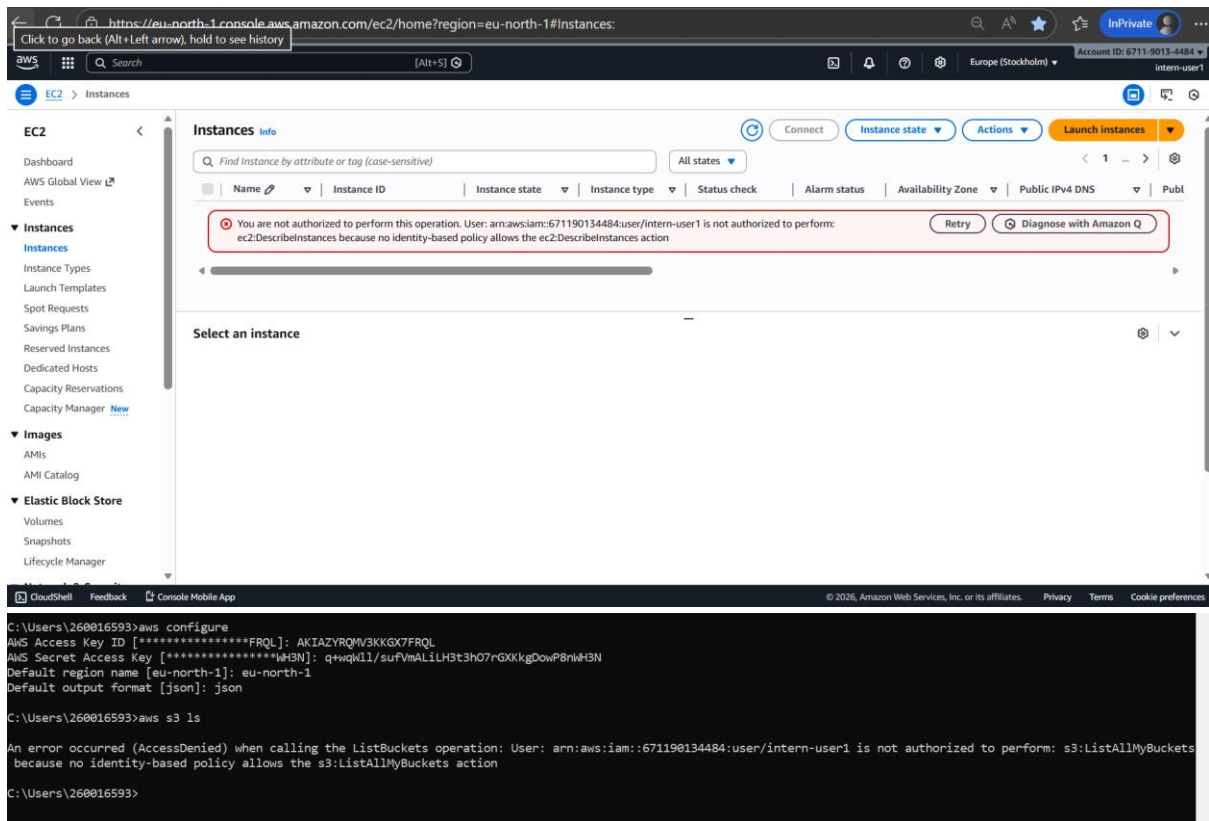 https://eu-north-1.console.aws.amazon.com/ec2/home?region=eu-north-1#Instances:
InPrivate
Click to go back (Alt+Left arrow), hold to see history
aws
Search
[Alt+S]
Europe (Stockholm)
Account ID: 6711-9013-4484
intern-user1
EC2 > Instances
EC2
Dashboard
AWS Global View
Events
Instances
Instances
Instance Types
Launch Templates
Spot Requests
Savings Plans
Reserved Instances
Dedicated Hosts
Capacity Reservations
Capacity Manager New
Images
AMIs
AMI Catalog
Elastic Block Store
Volumes
Snapshots
Lifecycle Manager
Instances Info
Connect
Instance state
Actions
Launch instances
Find Instance by attribute or tag (case-sensitive)
All states
< 1 ... >
Name | Instance ID | Instance state | Instance type | Status check | Alarm status | Availability Zone | Public IPv4 DNS | Publ
You are not authorized to perform this operation. User: arn:aws:iam::671190134484:user/intern-user1 is not authorized to perform:
ec2:DescribeInstances because no identity-based policy allows the ec2:DescribeInstances action
Retry
Diagnose with Amazon Q
Select an instance
CloudShell Feedback Console Mobile App
© 2026, Amazon Web Services, Inc. or its affiliates. Privacy Terms Cookie preferences
C:\Users\260016593>aws configure
AWS Access Key ID [****************FRQL]: AKIAZYRQMV3KKGX7FRQL
AWS Secret Access Key [****************WH3N]:
Default region name [eu-north-1]: eu-north-1
Default output format [json]: json
C:\Users\260016593>aws s3 ls
An error occurred (AccessDenied) when calling the ListBuckets operation: User: arn:aws:iam::671190134484:user/intern-user1 is not authorized to perform: s3:ListAllMyBuckets
because no identity-based policy allows the s3:ListAllMyBuckets action
C:\Users\260016593>